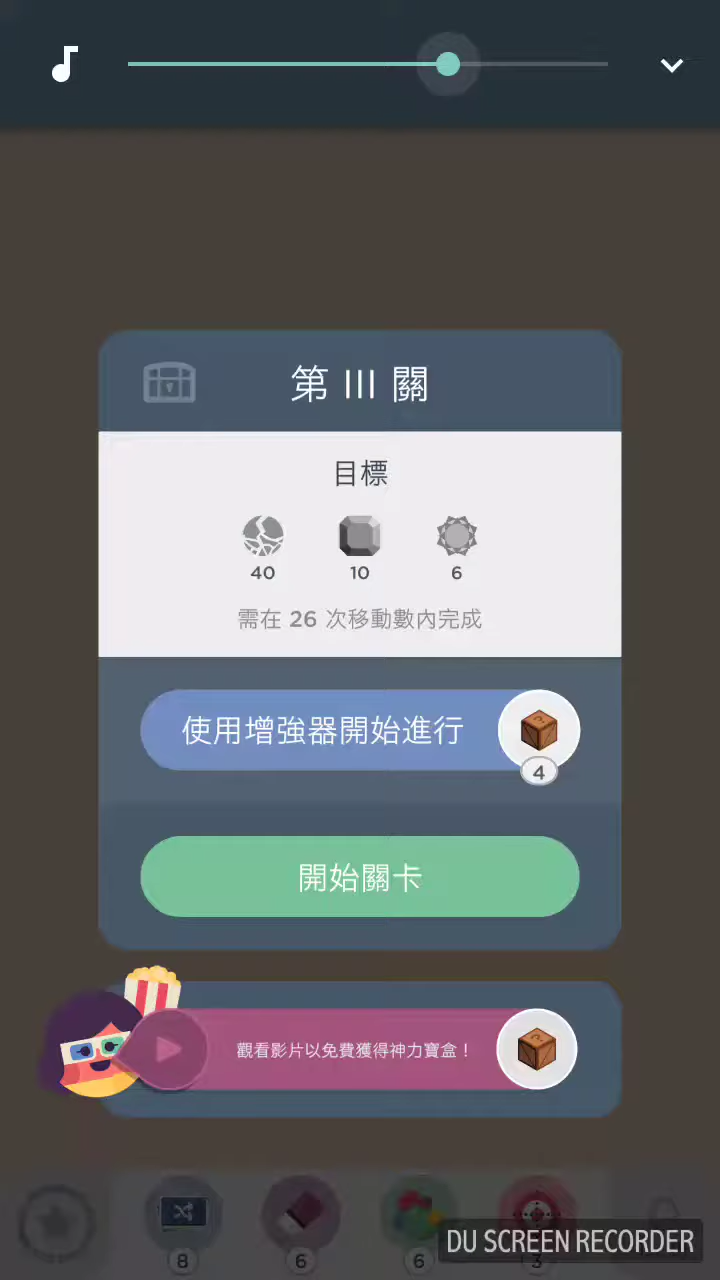 第 III 關
目標
40 10 6
需在 26 次移動數內完成
使用增強器開始進行
4
開始關卡
觀看影片以免費獲得神力寶盒！
8 6 6 3
DU SCREEN RECORDER